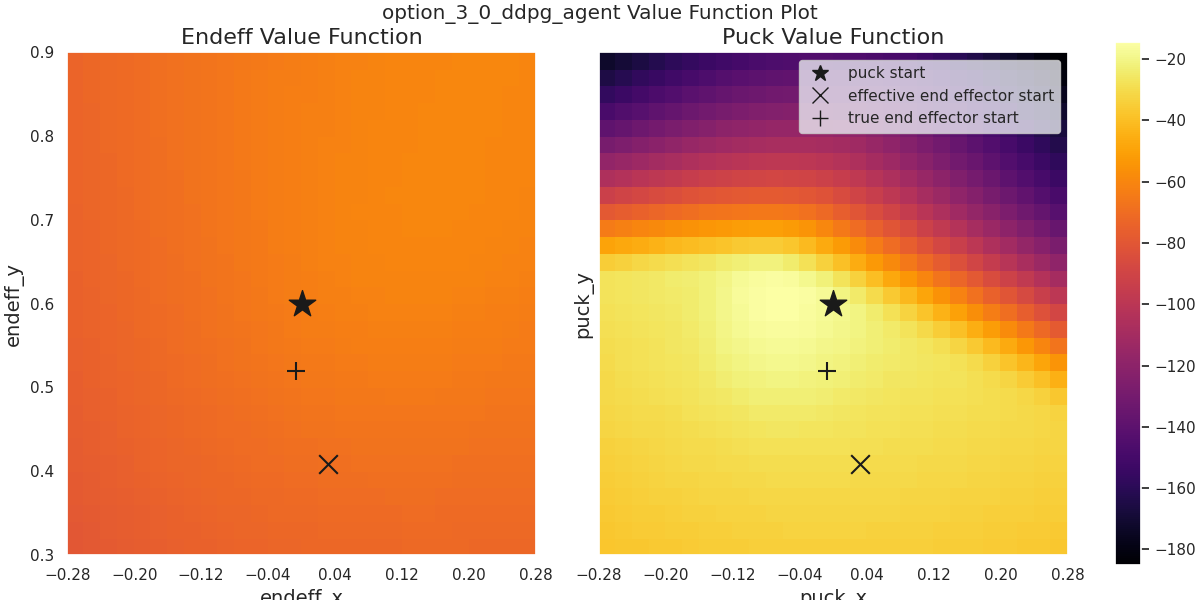 option_3_0_ddpg_agent Value Function Plot
Endeff Value Function
Puck Value Function
endeff_y
0.9
0.8
0.7
0.6
0.5
0.4
0.3
−0.28 −0.20 −0.12 −0.04 0.04 0.12 0.20 0.28
endeff_x
puck_y
puck start
effective end effector start
true end effector start
−0.28 −0.20 −0.12 −0.04 0.04 0.12 0.20 0.28
puck_x
−20
−40
−60
−80
−100
−120
−140
−160
−180